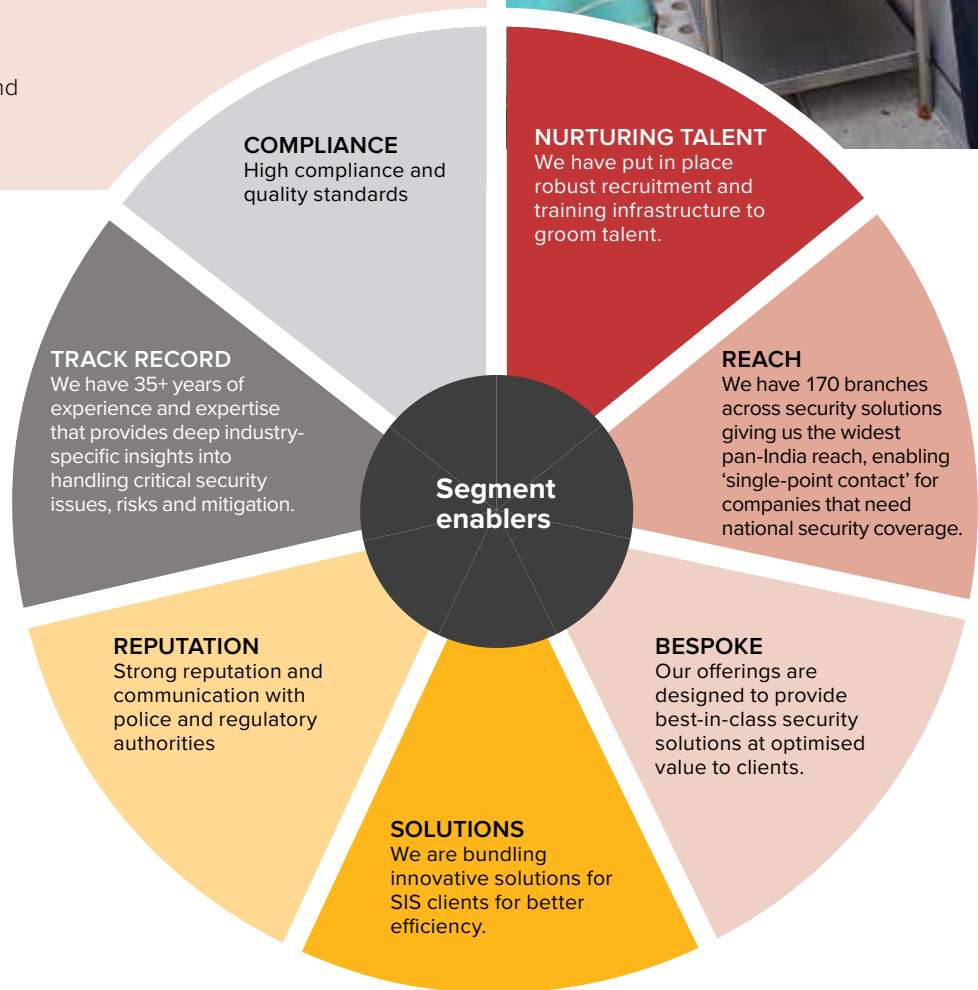 nd
COMPLIANCE
High compliance and
quality standards
NURTURING TALENT
We have put in place
robust recruitment and
training infrastructure to
groom talent.
REACH
We have 170 branches
across security solutions
giving us the widest
pan-India reach, enabling
‘single-point contact’ for
companies that need
national security coverage.
BESPOKE
Our offerings are
designed to provide
best-in-class security
solutions at optimised
value to clients.
SOLUTIONS
We are bundling
innovative solutions for
SIS clients for better
efficiency.
REPUTATION
Strong reputation and
communication with
police and regulatory
authorities
TRACK RECORD
We have 35+ years of
experience and expertise
that provides deep industry-
specific insights into
handling critical security
issues, risks and mitigation.
Segment
enablers